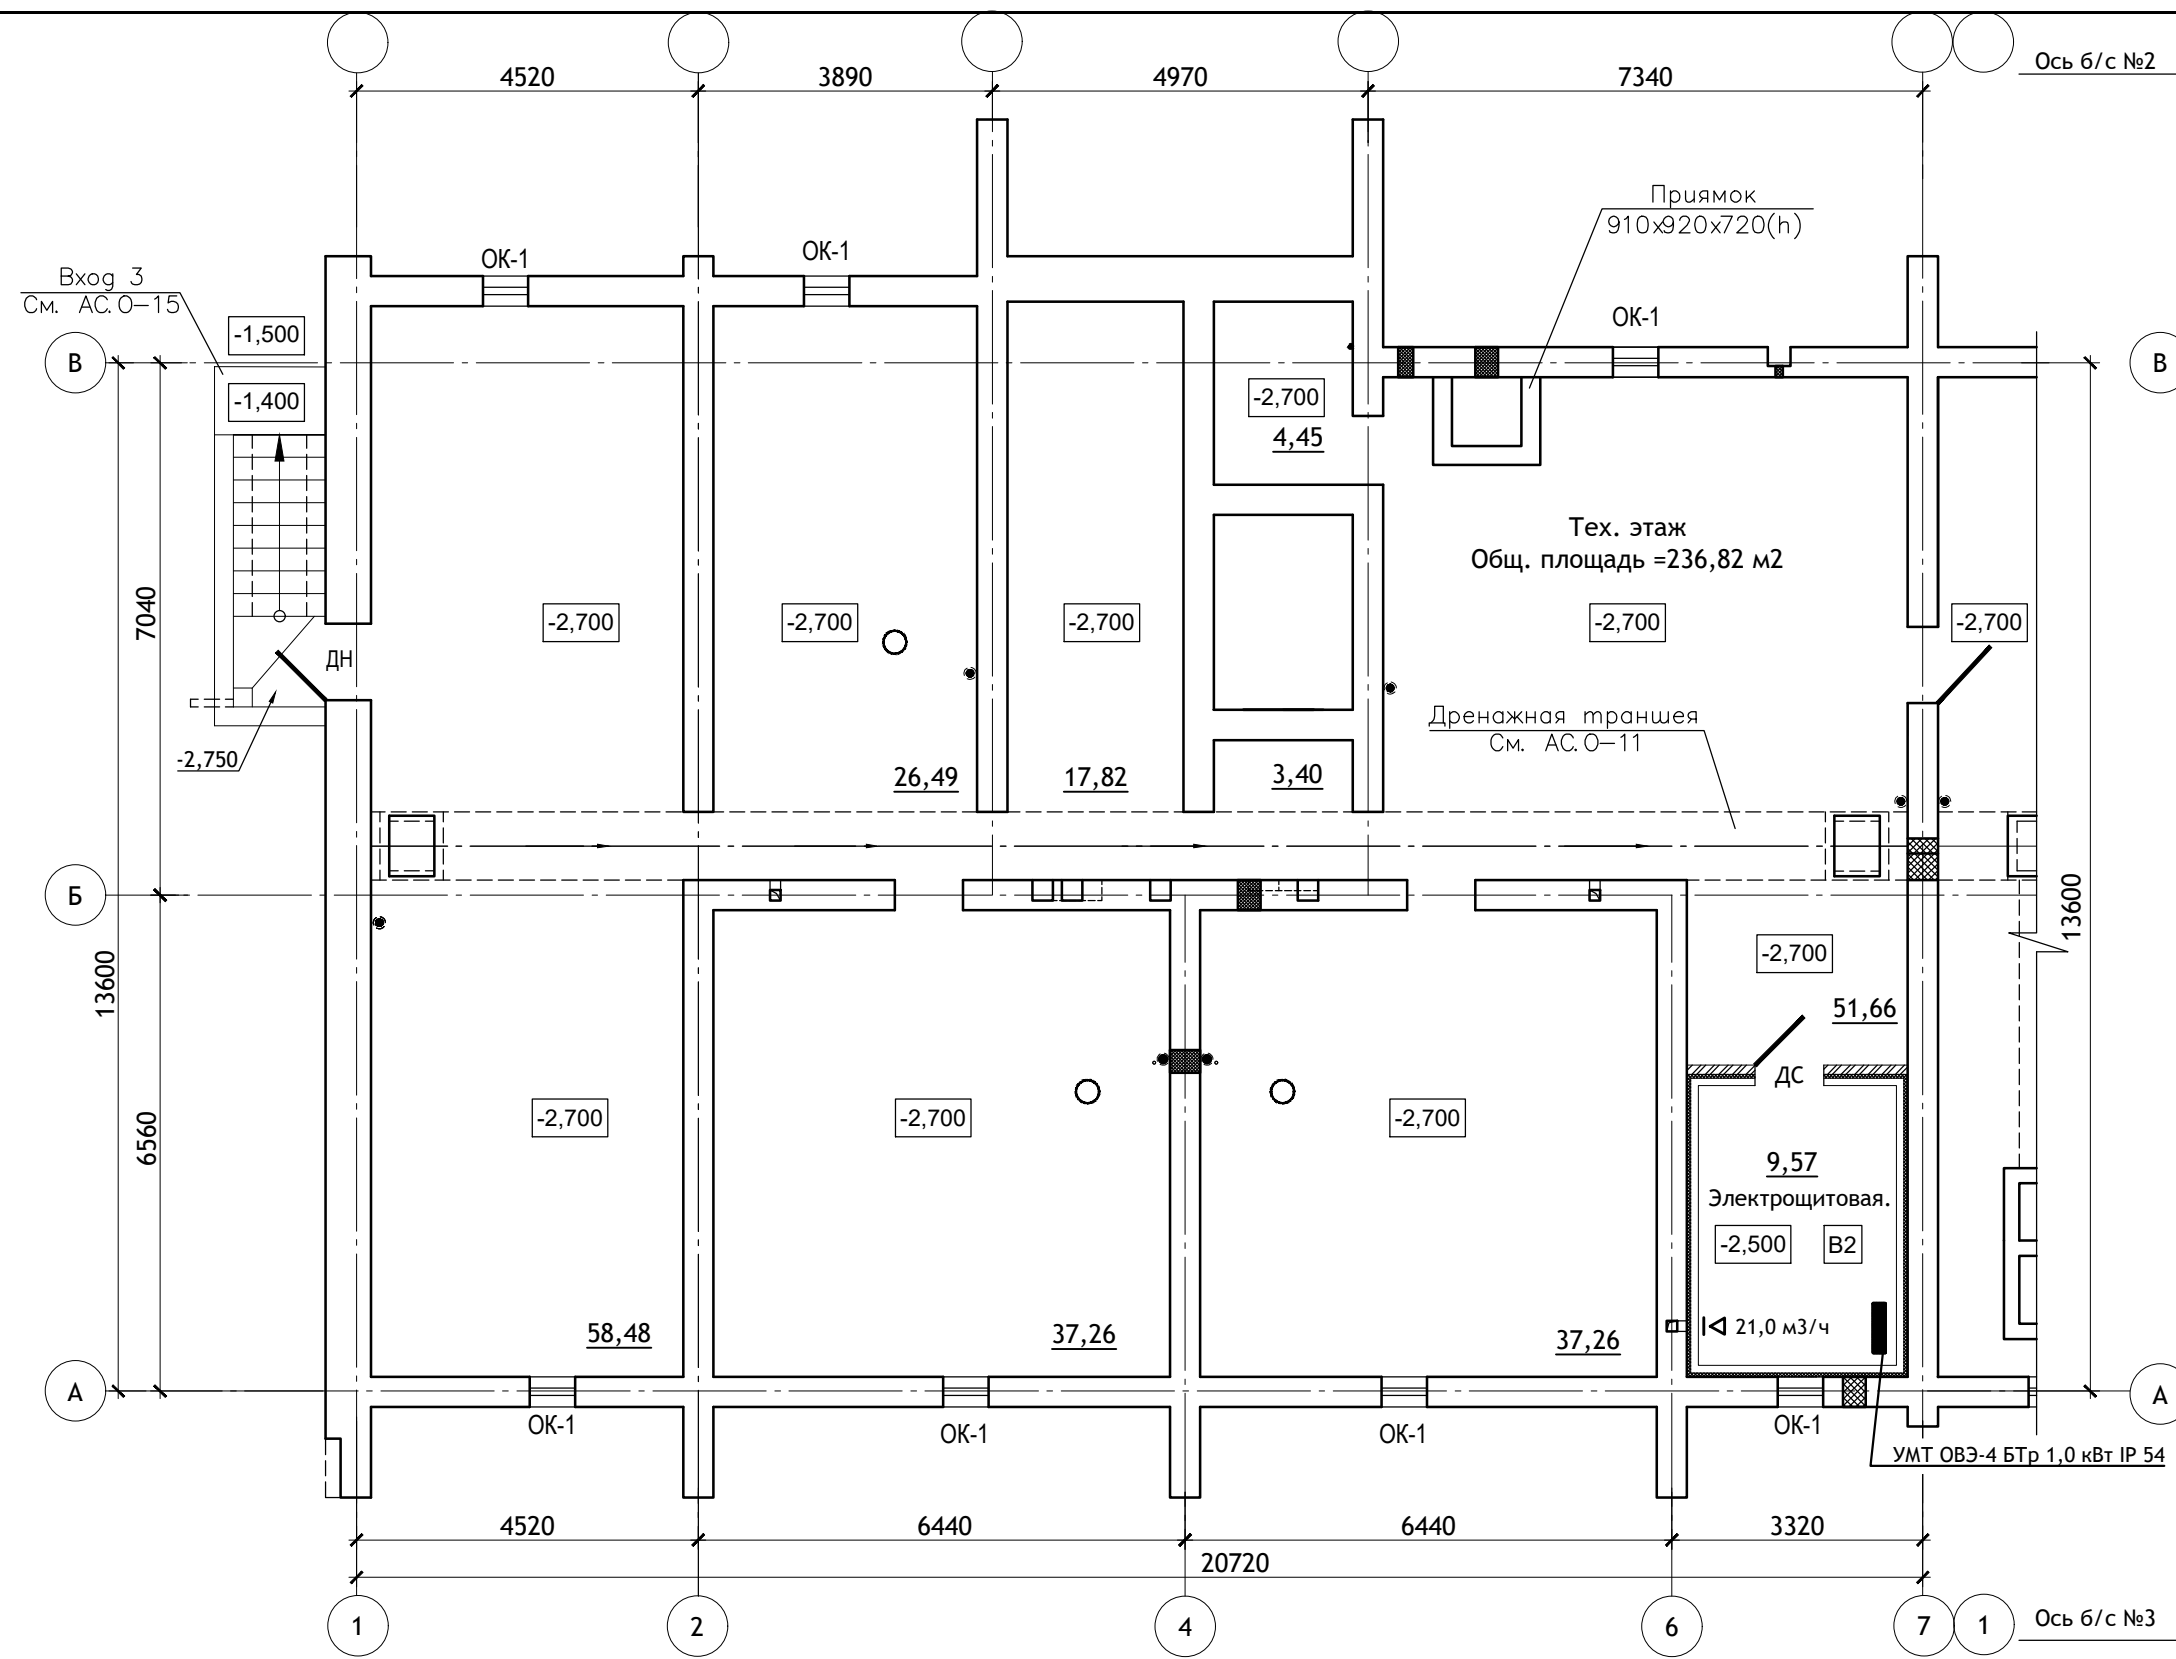 Ось б/с №2
4520
3890
4970
7340
Приямок
910x920x720(h)
ОК-1
ОК-1
Вход 3
См. АС.О-15
ОК-1
-1,500
В
В
-1,400
-2,700
4,45
Тех. этаж
Общ. площадь =236,82 м2
7040
-2,700
-2,700
-2,700
-2,700
-2,700
ДН
Дренажная траншея
См. АС.О-11
-2,750
26,49
17,82
3,40
Б
13600
13600
-2,700
51,66
ДС
6560
-2,700
-2,700
-2,700
9,57
Электрощитовая.
-2,500
В2
21,0 м3/ч
58,48
37,26
37,26
А
А
ОК-1
ОК-1
ОК-1
ОК-1
УМТ ОВЭ-4 БТр 1,0 кВт IP 54
4520
6440
6440
3320
20720
1
2
4
6
7
1
Ось б/с №3